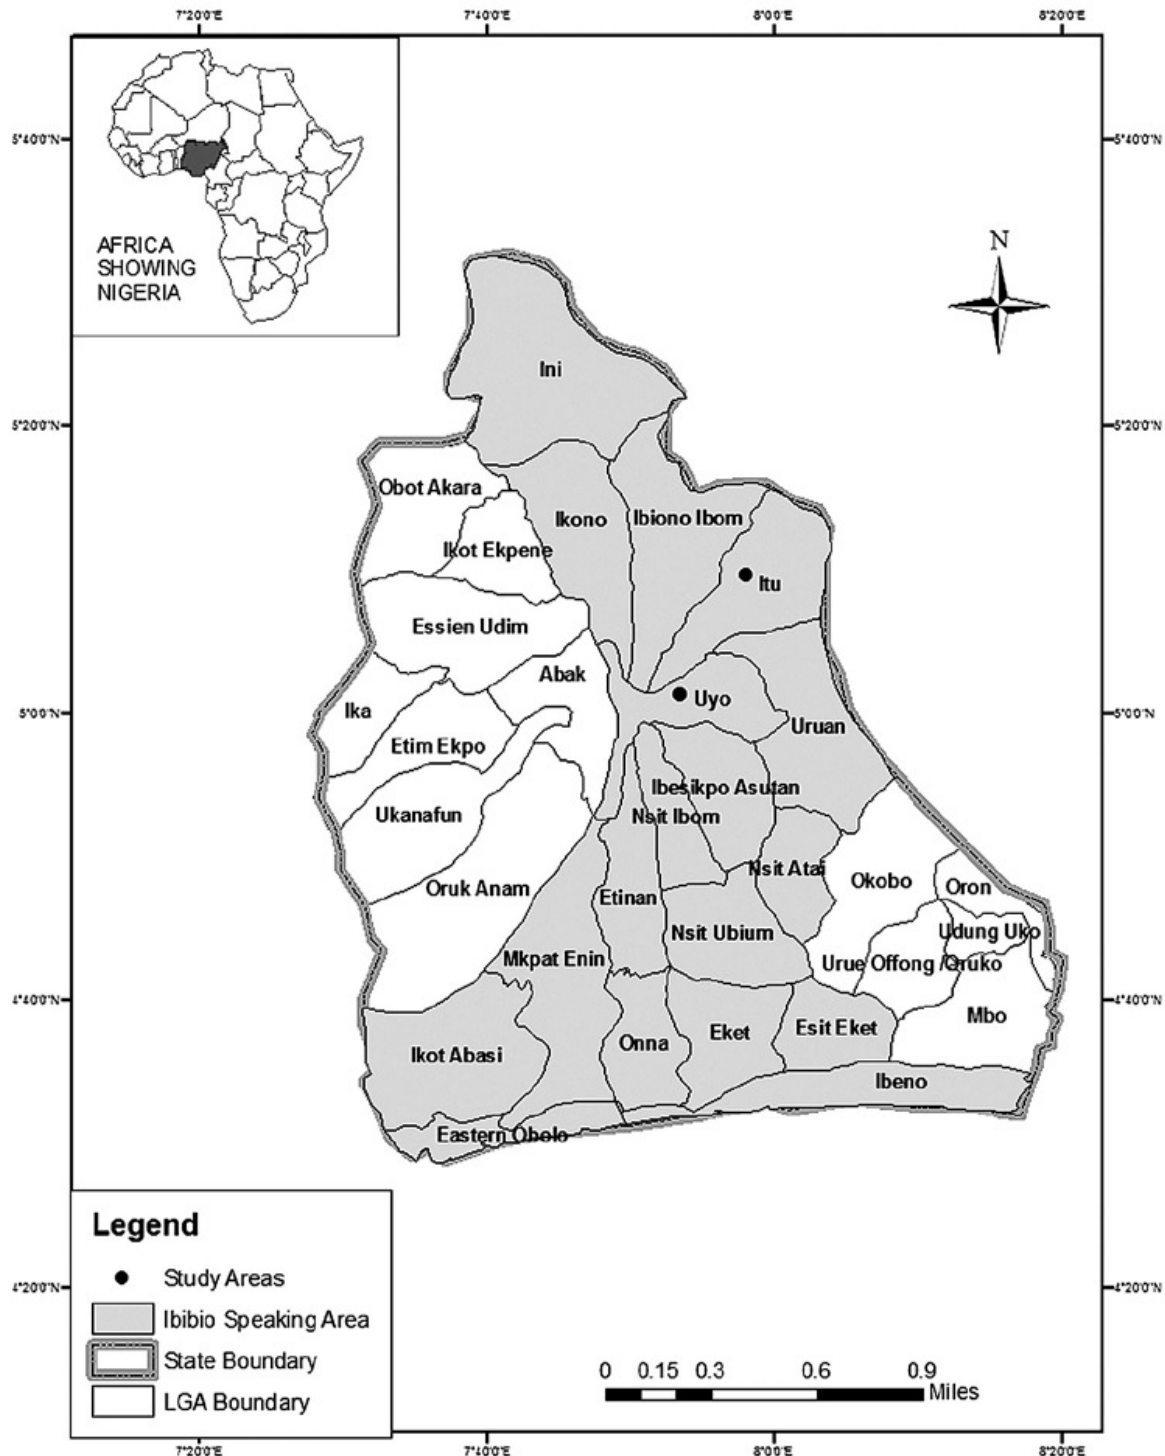 7°20'0"E 7°40'0"E 8°00'0"E 8°20'0"E
5°40'0"N 5°40'0"N
AFRICA
SHOWING
NIGERIA
N
Ini
5°20'0"N 5°20'0"N
Obot Akara
Ikono
Ibiono Ibom
Ikot Ekpene
Itu
Essien Udim
Abak
Uyo
Ika
5°00'0"N 5°00'0"N
Uruan
Etim Ekpo
Ibesikpo Asutan
Ukanafun
Nsit Ibom
Nsit Atai
Okobo
Oron
Oruk Anam
Etinan
Nsit Ubium
Udung Uko
Mkpat Enin
Urue Offong /Oruko
4°40'0"N 4°40'0"N
Mbo
Esit Eket
Eket
Onna
Ikot Abasi
Ibeno
Eastern Obolo
Legend
Study Areas
4°20'0"N 4°20'0"N
Ibibio Speaking Area
State Boundary
LGA Boundary
0 0.15 0.3 0.6 0.9
Miles
7°20'0"E 7°40'0"E 8°00'0"E 8°20'0"E